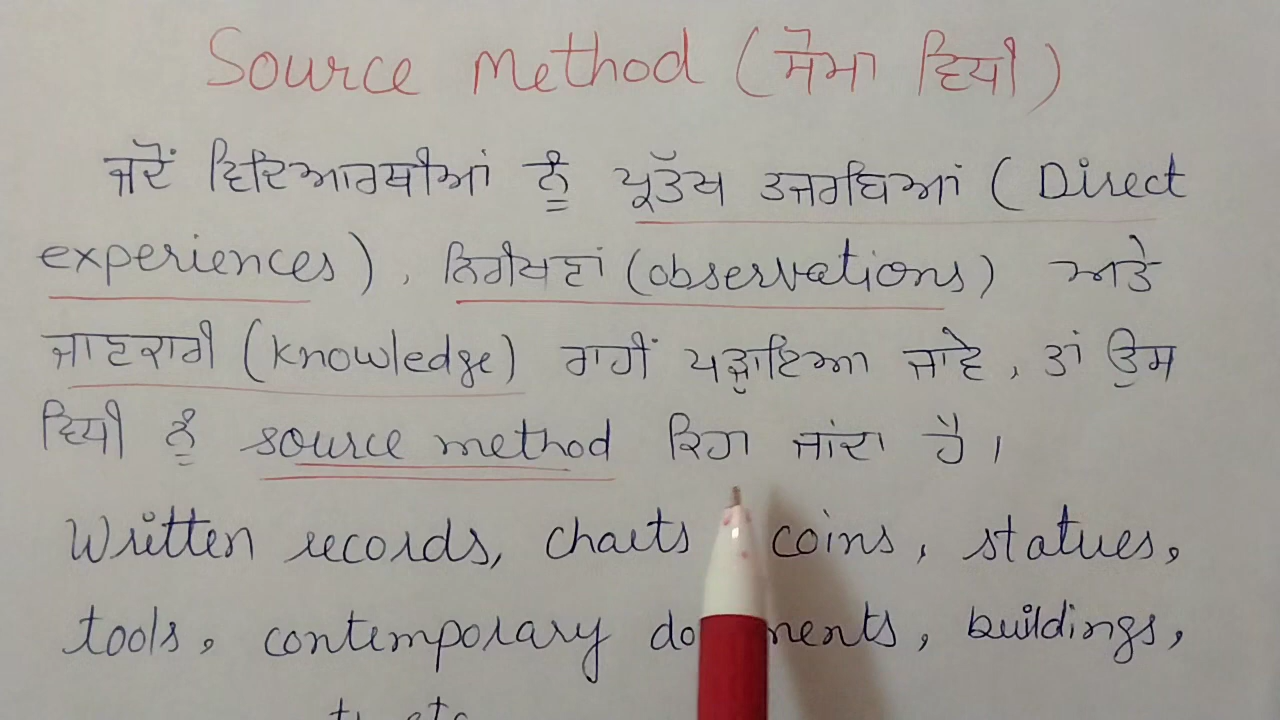 Source Method (ਸੋਮਾ ਵਿਧੀ)
ਜਦੋਂ ਵਿਦਿਆਰਥੀਆਂ ਨੂੰ ਪ੍ਰਤੱਖ ਤਜਰਬਿਆਂ (Direct
experiences), ਨਿਰੀਖਣਾਂ (observations) ਅਤੇ
ਜਾਣਕਾਰੀ (knowledge) ਰਾਹੀਂ ਪੜ੍ਹਾਇਆ ਜਾਵੇ, ਤਾਂ ਉਸ
ਵਿਧੀ ਨੂੰ source method ਕਿਹਾ ਜਾਂਦਾ ਹੈ।
Written records, charts coins, statues,
tools, contemporary buildings,
etc